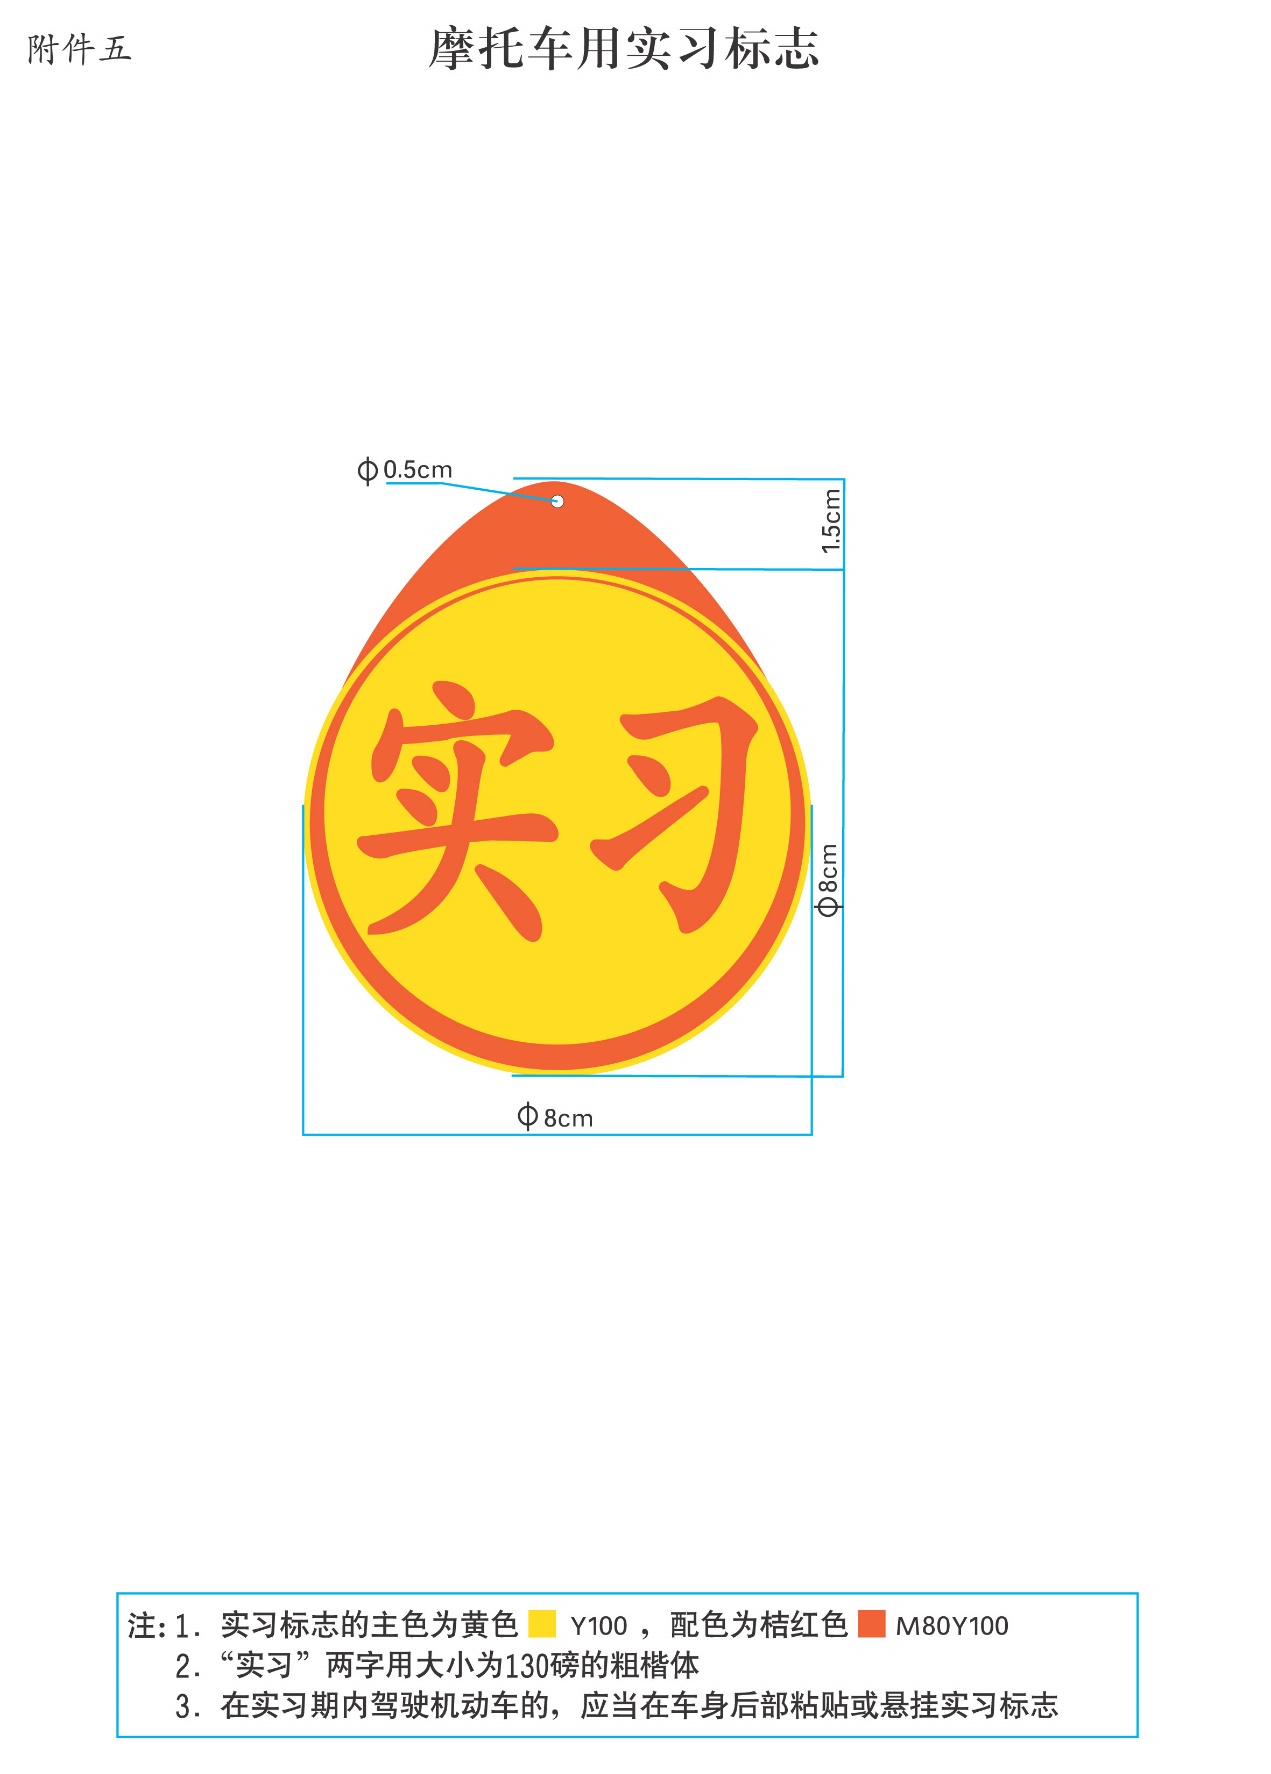 附件五
摩托车用实习标志
ϕ0.5cm
1.5cm
实习
ϕ8cm
ϕ8cm
注:1. 实习标志的主色为黄色 Y100 ，配色为桔红色 M80Y100
2. “实习” 两字用大小为130磅的粗楷体
3. 在实习期内驾驶机动车的，应当在车身后部粘贴或悬挂实习标志